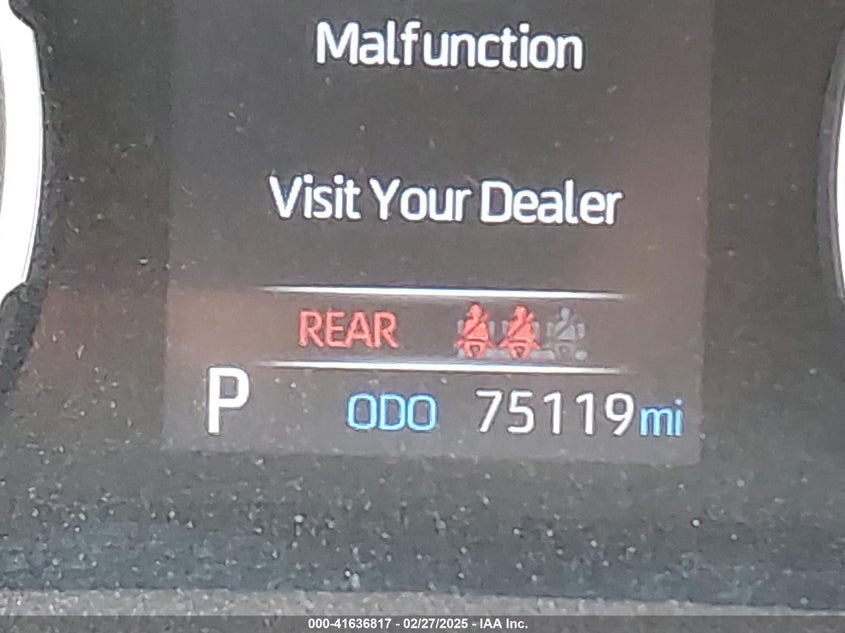 Malfunction
Visit Your Dealer
REAR
P ODO 75119mi
000-41636817 - 02/27/2025 - IAA Inc.